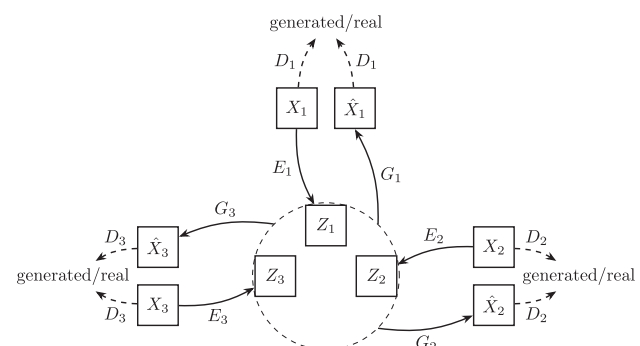 generated/real
D₁ D₁
X₁ X̂₁
E₁ G₁
G₃ Z₁ E₂
D₃ X̂₃ X₂ D₂
generated/real Z₃ Z₂ generated/real
D₃ X₃ E₃ X̂₂ D₂
G₂